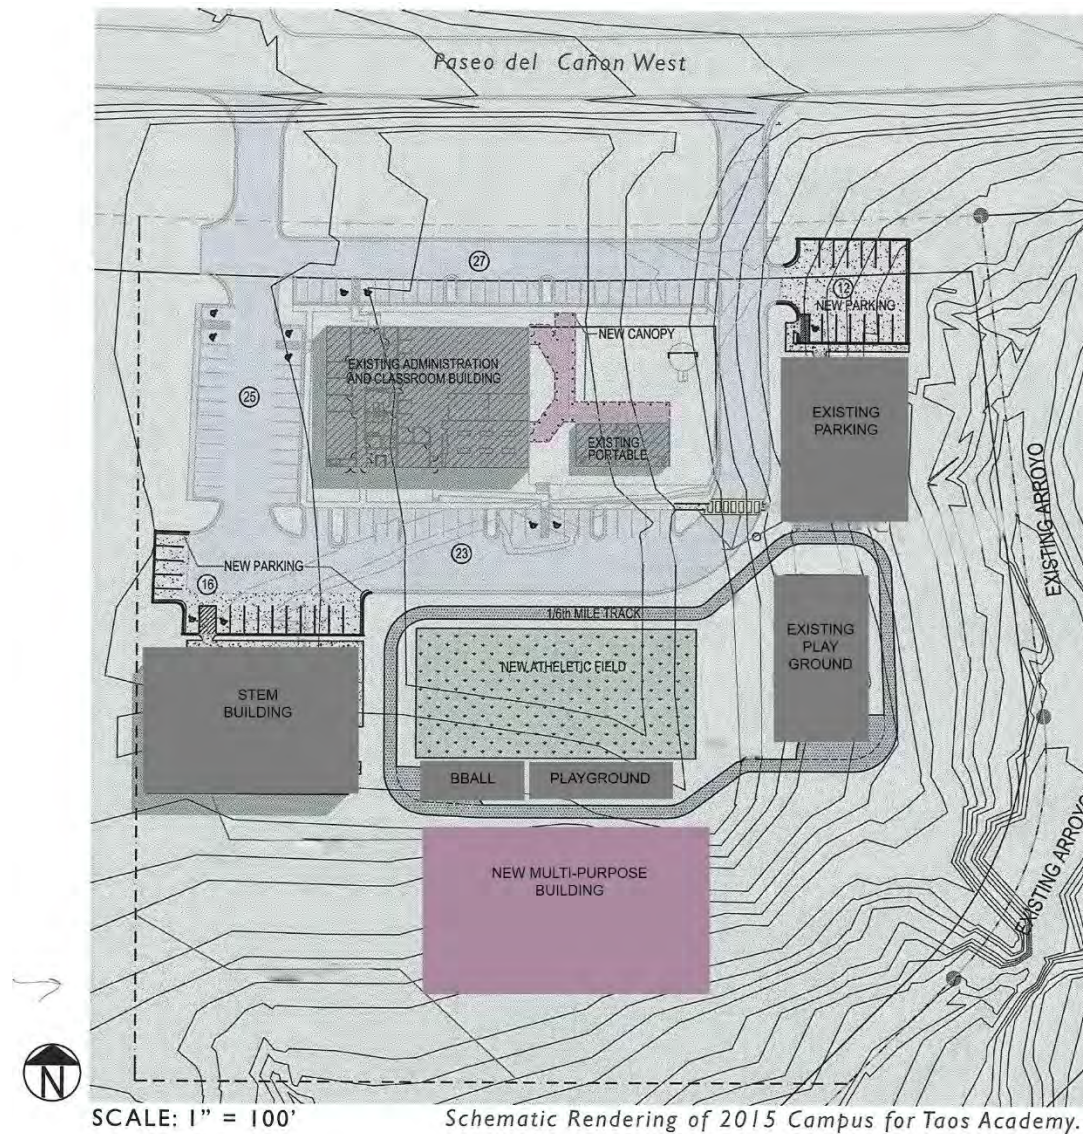 Paseo del Cañon West
27
12
NEW PARKING
NEW CANOPY
EXISTING ADMINISTRATION
AND CLASSROOM BUILDING
25
EXISTING
PORTABLE
EXISTING
PARKING
EXISTING ARROYO
23
NEW PARKING
16
1/6th MILE TRACK
NEW ATHELETIC FIELD
EXISTING
PLAY
GROUND
STEM
BUILDING
BBALL
PLAYGROUND
EXISTING ARROYO
NEW MULTI-PURPOSE
BUILDING
N
SCALE: 1" = 100'
Schematic Rendering of 2015 Campus for Taos Academy.